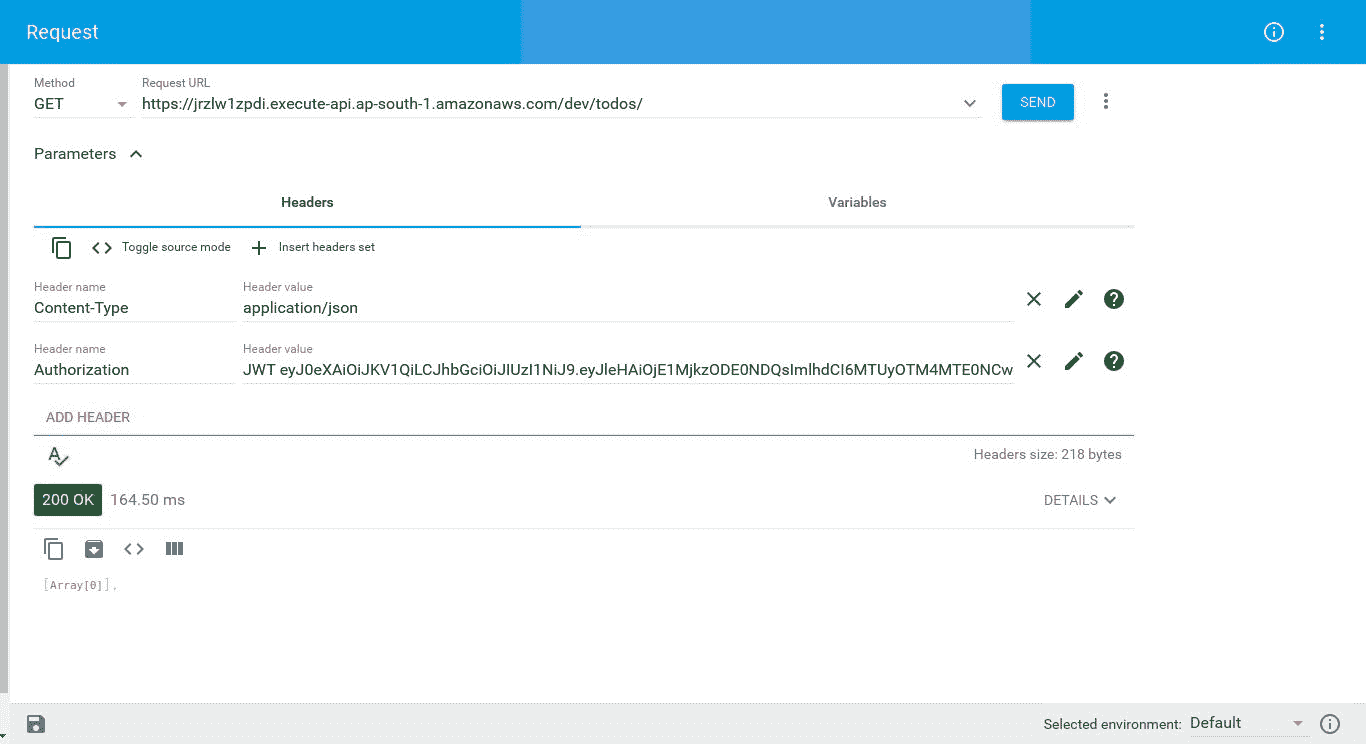 Request
Method
Request URL
GET
https://jrzlw1zpdi.execute-api.ap-south-1.amazonaws.com/dev/todos/
SEND
Parameters
Headers
Variables
Toggle source mode
Insert headers set
Header name
Header value
Content-Type
application/json
Header name
Header value
Authorization
JWT eyJ0eXAiOiJKV1QiLCJhbGciOiJIUzI1NiJ9.eyJleHAiOjE1MjkzODE0NDQsImlhdCI6MTUyOTM4MTE0NCw
ADD HEADER
Headers size: 218 bytes
200 OK
164.50 ms
DETAILS
[Array[0]],
Selected environment:
Default